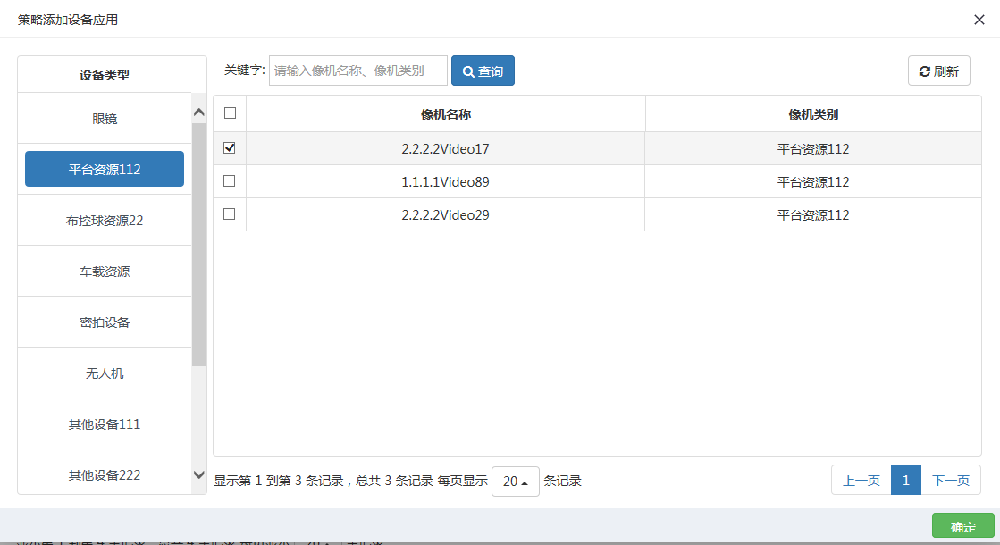 策略添加设备应用
设备类型
眼镜
平台资源112
布控球资源22
车载资源
密拍设备
无人机
其他设备111
其他设备222
关键字: 请输入像机名称、像机类别 查询 刷新
像机名称 像机类别
2.2.2.2Video17 平台资源112
1.1.1.1Video89 平台资源112
2.2.2.2Video29 平台资源112
显示第 1 到第 3 条记录，总共 3 条记录 每页显示 20 条记录
上一页 1 下一页
确定